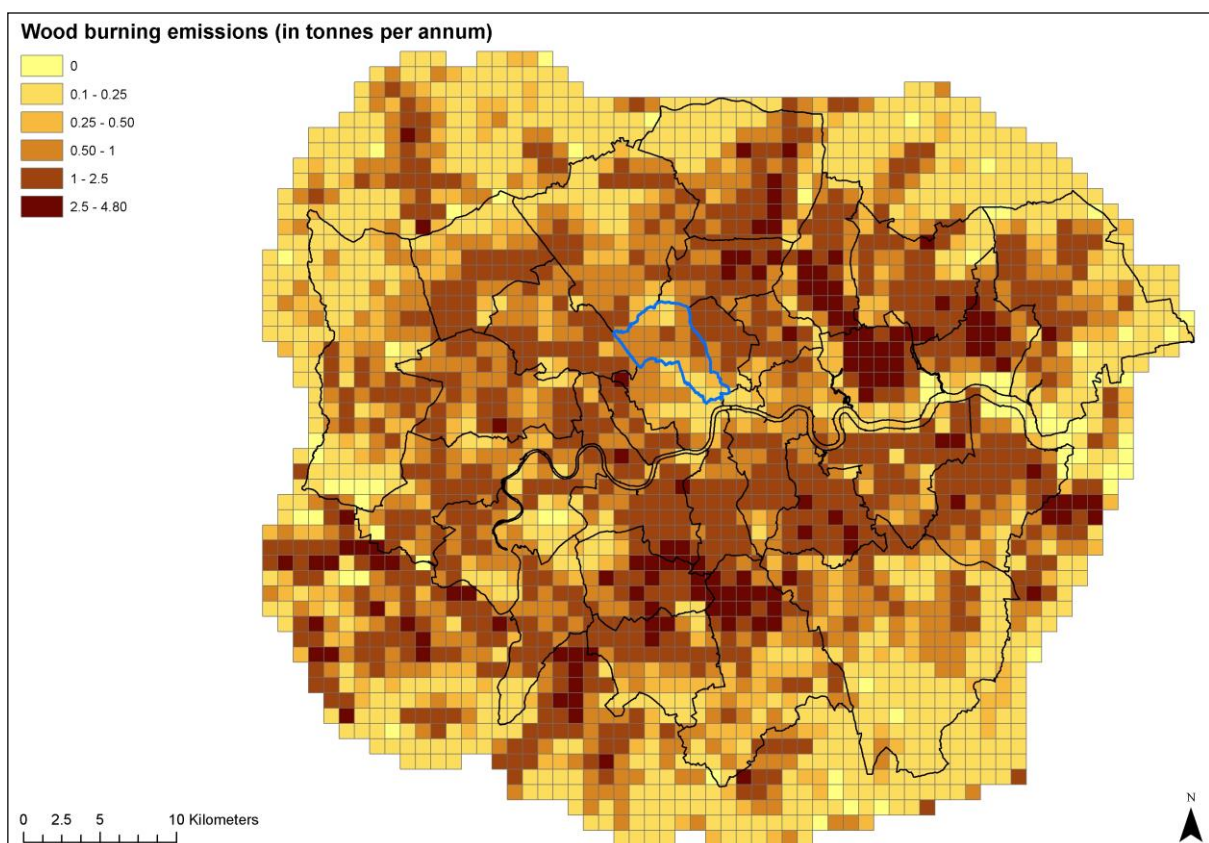 Wood burning emissions (in tonnes per annum)
0
0.1 - 0.25
0.25 - 0.50
0.50 - 1
1 - 2.5
2.5 - 4.80
0 2.5 5 10 Kilometers
N